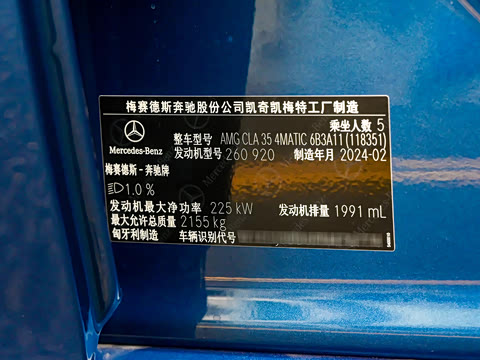 梅赛德斯奔驰股份公司凯奇凯梅特工厂制造
乘坐人数 5
整车型号 AMG CLA 35 4MATIC 6B3A11 (118351)
Mercedes-Benz
发动机型号 260 920 制造年月 2024-02
梅赛德斯-奔驰牌
1.0 %
发动机最大净功率 225 kW 发动机排量 1991 mL
最大允许总质量 2155 kg
匈牙利制造 车辆识别代号